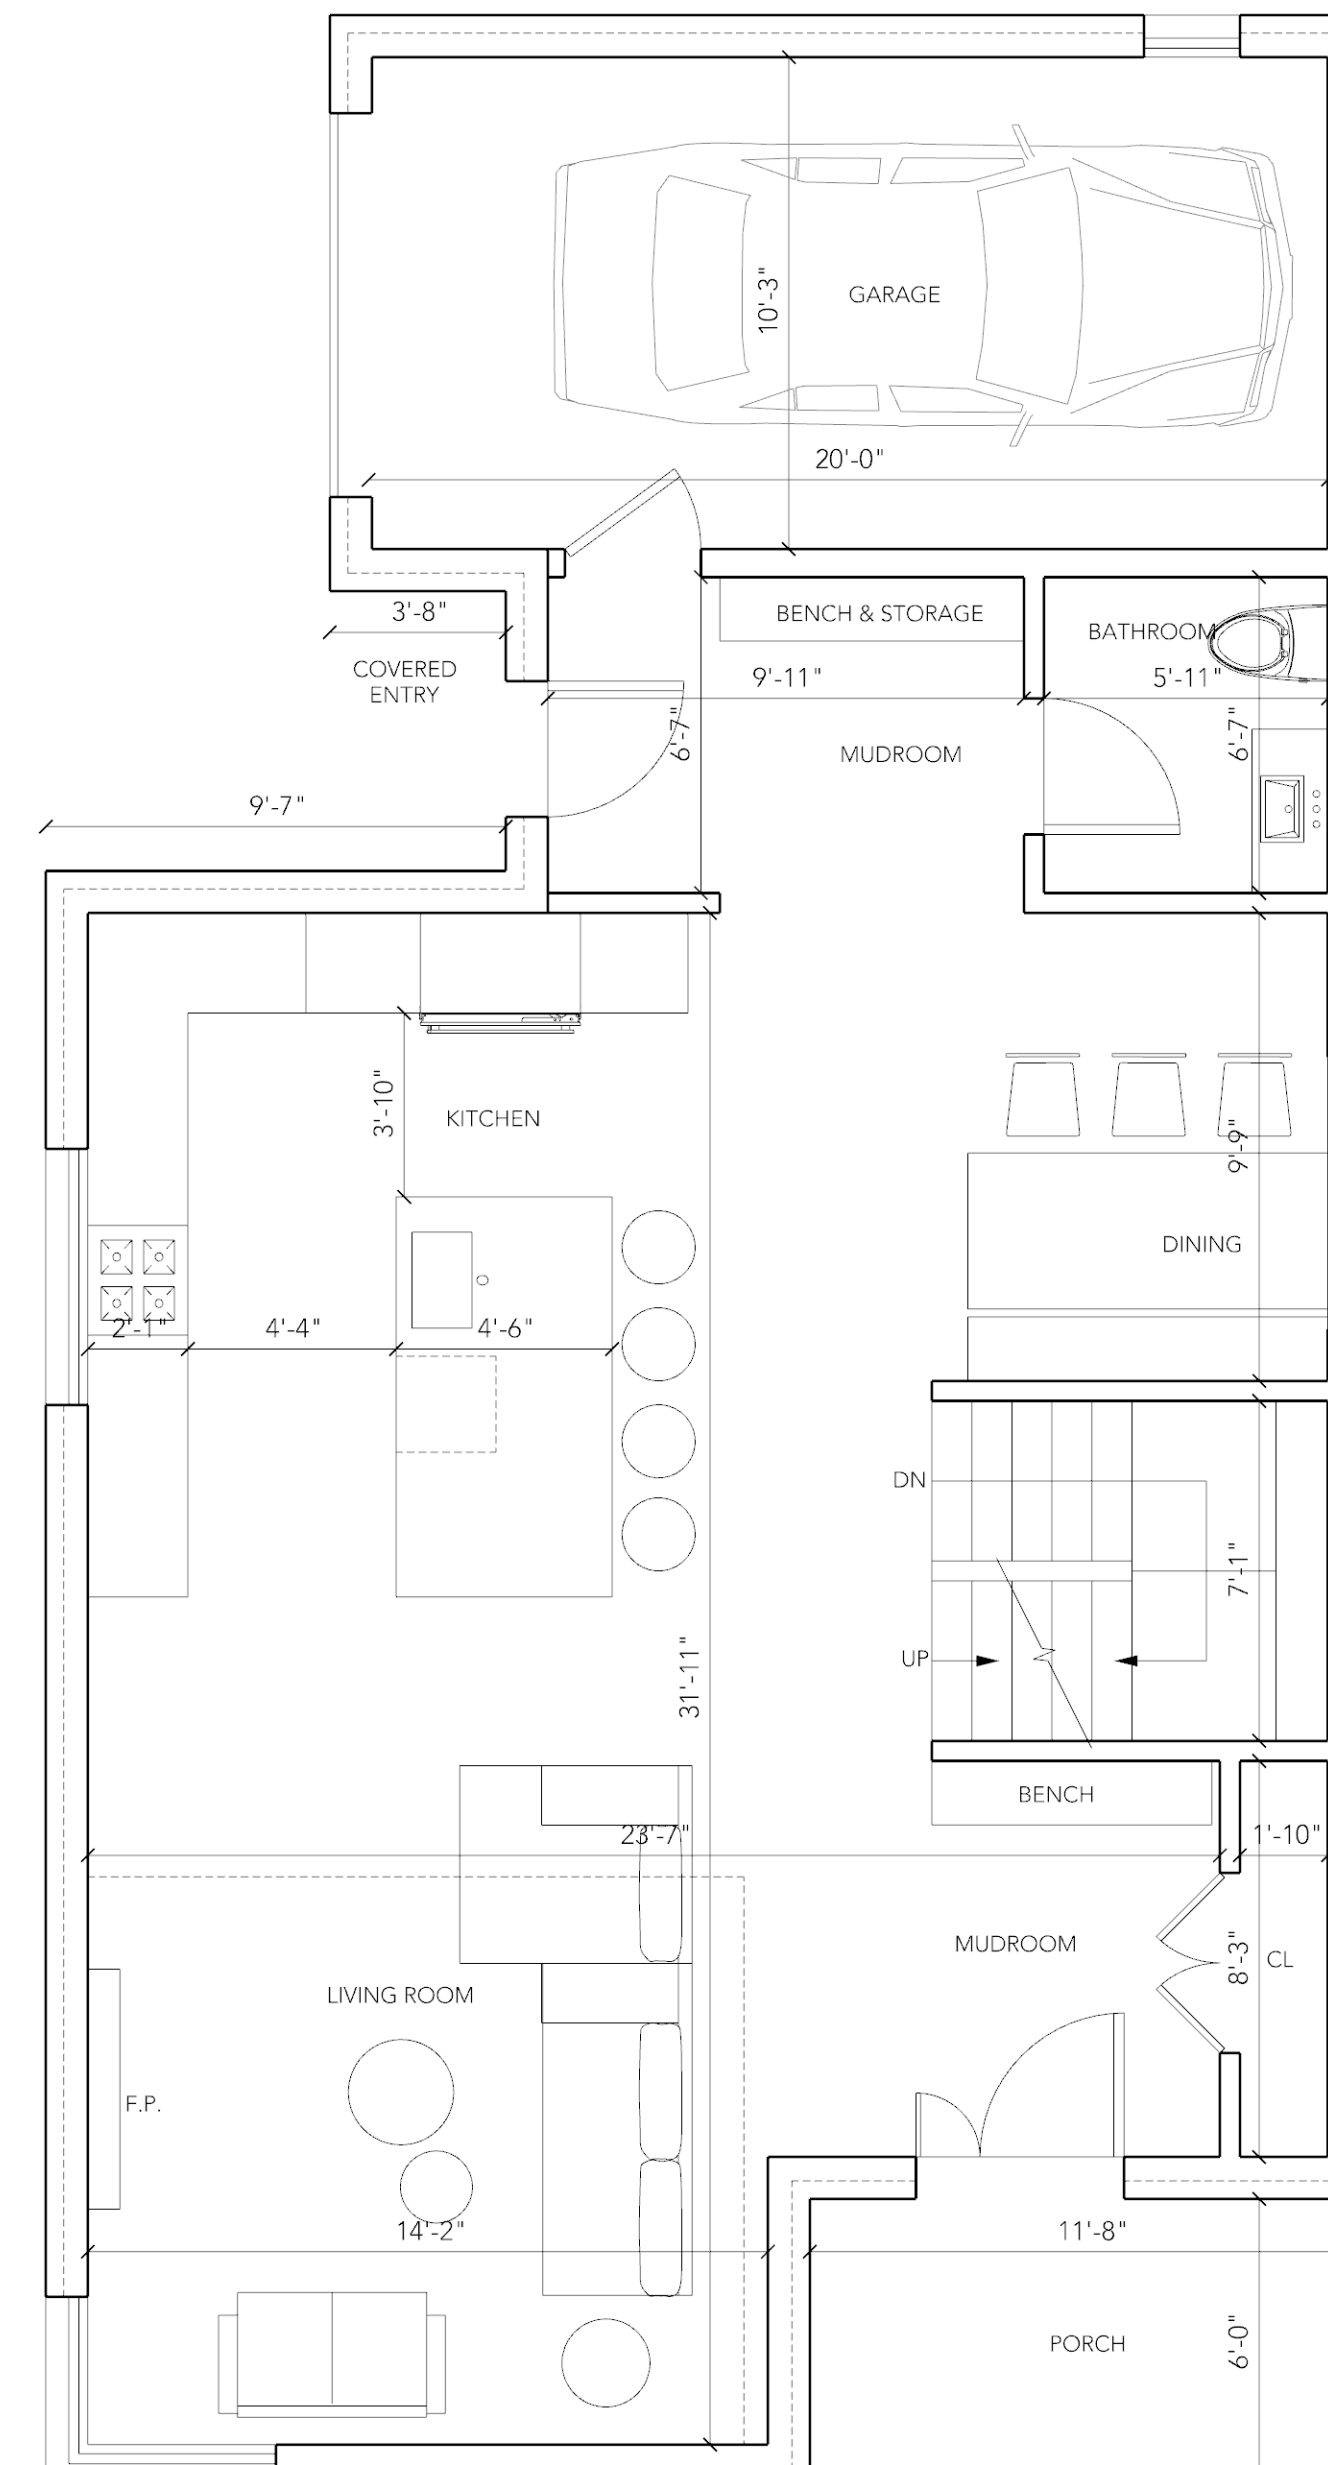 10'-3"
GARAGE
20'-0"
3'-8"
BENCH & STORAGE
BATHROOM
COVERED
ENTRY
9'-11"
5'-11"
6'-7"
6'-7"
MUDROOM
9'-7"
3'-10"
KITCHEN
9'-9"
DINING
2'-1"
4'-4"
4'-6"
DN
7'-1"
UP
31'-11"
BENCH
23'-7"
1'-10"
MUDROOM
8'-3"
CL
LIVING ROOM
F.P.
14'-2"
11'-8"
PORCH
6'-0"